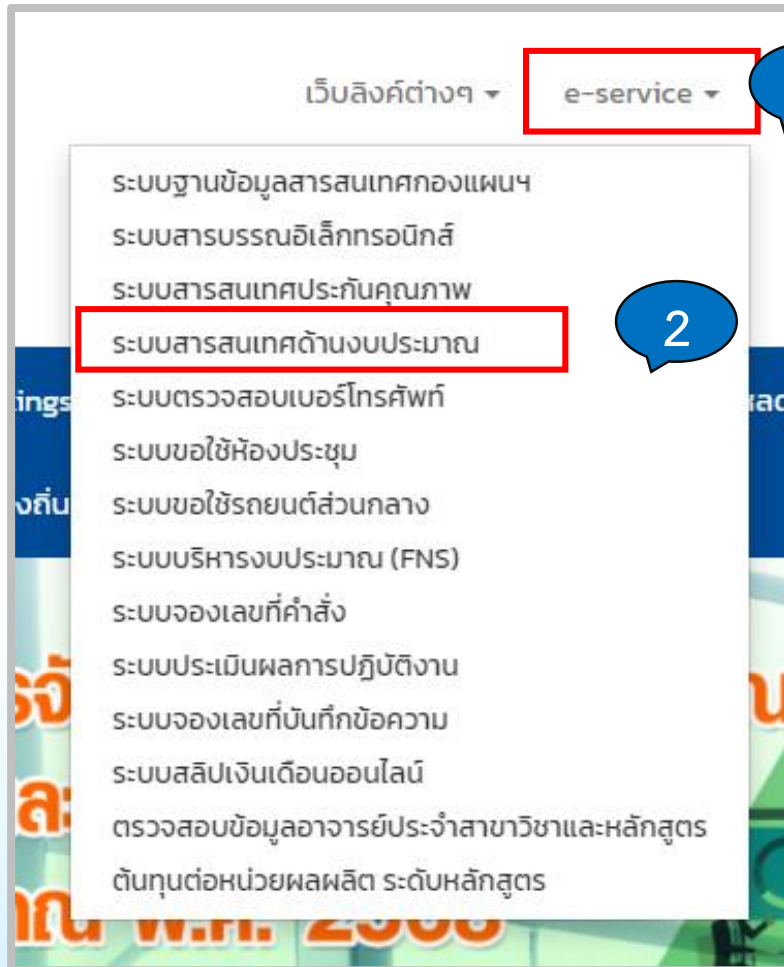 เว็บลิงค์ต่างๆ e-service
ระบบฐานข้อมูลสารสนเทศกองแผนฯ
ระบบสารบรรณอิเล็กทรอนิกส์
ระบบสารสนเทศประกันคุณภาพ
ระบบสารสนเทศด้านงบประมาณ
2
ings ระบบตรวจสอบเบอร์โทรศัพท์
ระบบขอใช้ห้องประชุม
งถิ่น ระบบขอใช้รถยนต์ส่วนกลาง
ระบบบริหารงบประมาณ (FNS)
ระบบจองเลขที่คำสั่ง
ระบบประเมินผลการปฏิบัติงาน
ระบบจองเลขที่บันทึกข้อความ
ระบบสลิปเงินเดือนออนไลน์
ตรวจสอบข้อมูลอาจารย์ประจำสาขาวิชาและหลักสูตร
ต้นทุนต่อหน่วยผลผลิต ระดับหลักสูตร
พ.ศ. 2568